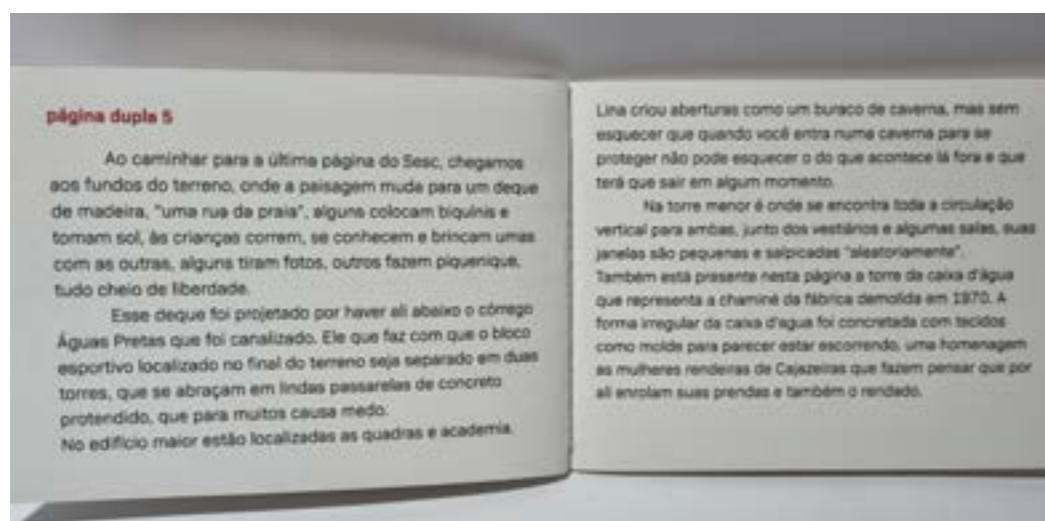 página dupla 5
Ao caminhar para a última página do Sesc, chegamos
aos fundos do terreno, onde a paisagem muda para um deque
de madeira, "uma rua da praia", alguns colocam biquínis e
tomam sol, às crianças correm, se conhecem e brincam umas
com as outras, alguns tiram fotos, outros fazem piquenique,
tudo cheio de liberdade.
Esse deque foi projetado por haver ali abaixo o córrego
Águas Pretas que foi canalizado. Ele que faz com que o bloco
esportivo localizado no final do terreno seja separado em duas
torres, que se abraçam em lindas passarelas de concreto
protendido, que para muitos causa medo.
No edifício maior estão localizadas as quadras e academia.
Lina criou aberturas como um buraco de caverna, mas sem
esquecer que quando você entra numa caverna para se
proteger não pode esquecer o do que acontece lá fora e que
terá que sair em algum momento.
Na torre menor é onde se encontra toda a circulação
vertical para ambas, junto dos vestiários e algumas salas, suas
janelas são pequenas e salpicadas "aleatoriamente".
Também está presente nesta página a torre da caixa d'água
que representa a chaminé da fábrica demolida em 1970. A
forma irregular da caixa d'agua foi concretada com tecidos
como molde para parecer estar escorrendo, uma homenagem
as mulheres rendeiras de Cajazeiras que fazem pensar que por
ali enrolam suas prendas e também o rendado.